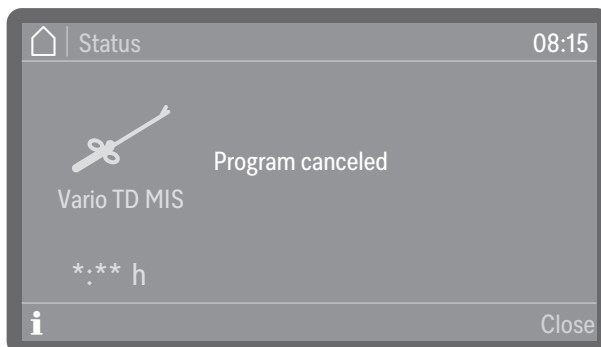 Status 08:15
Program canceled
Vario TD MIS
*:** h
i Close